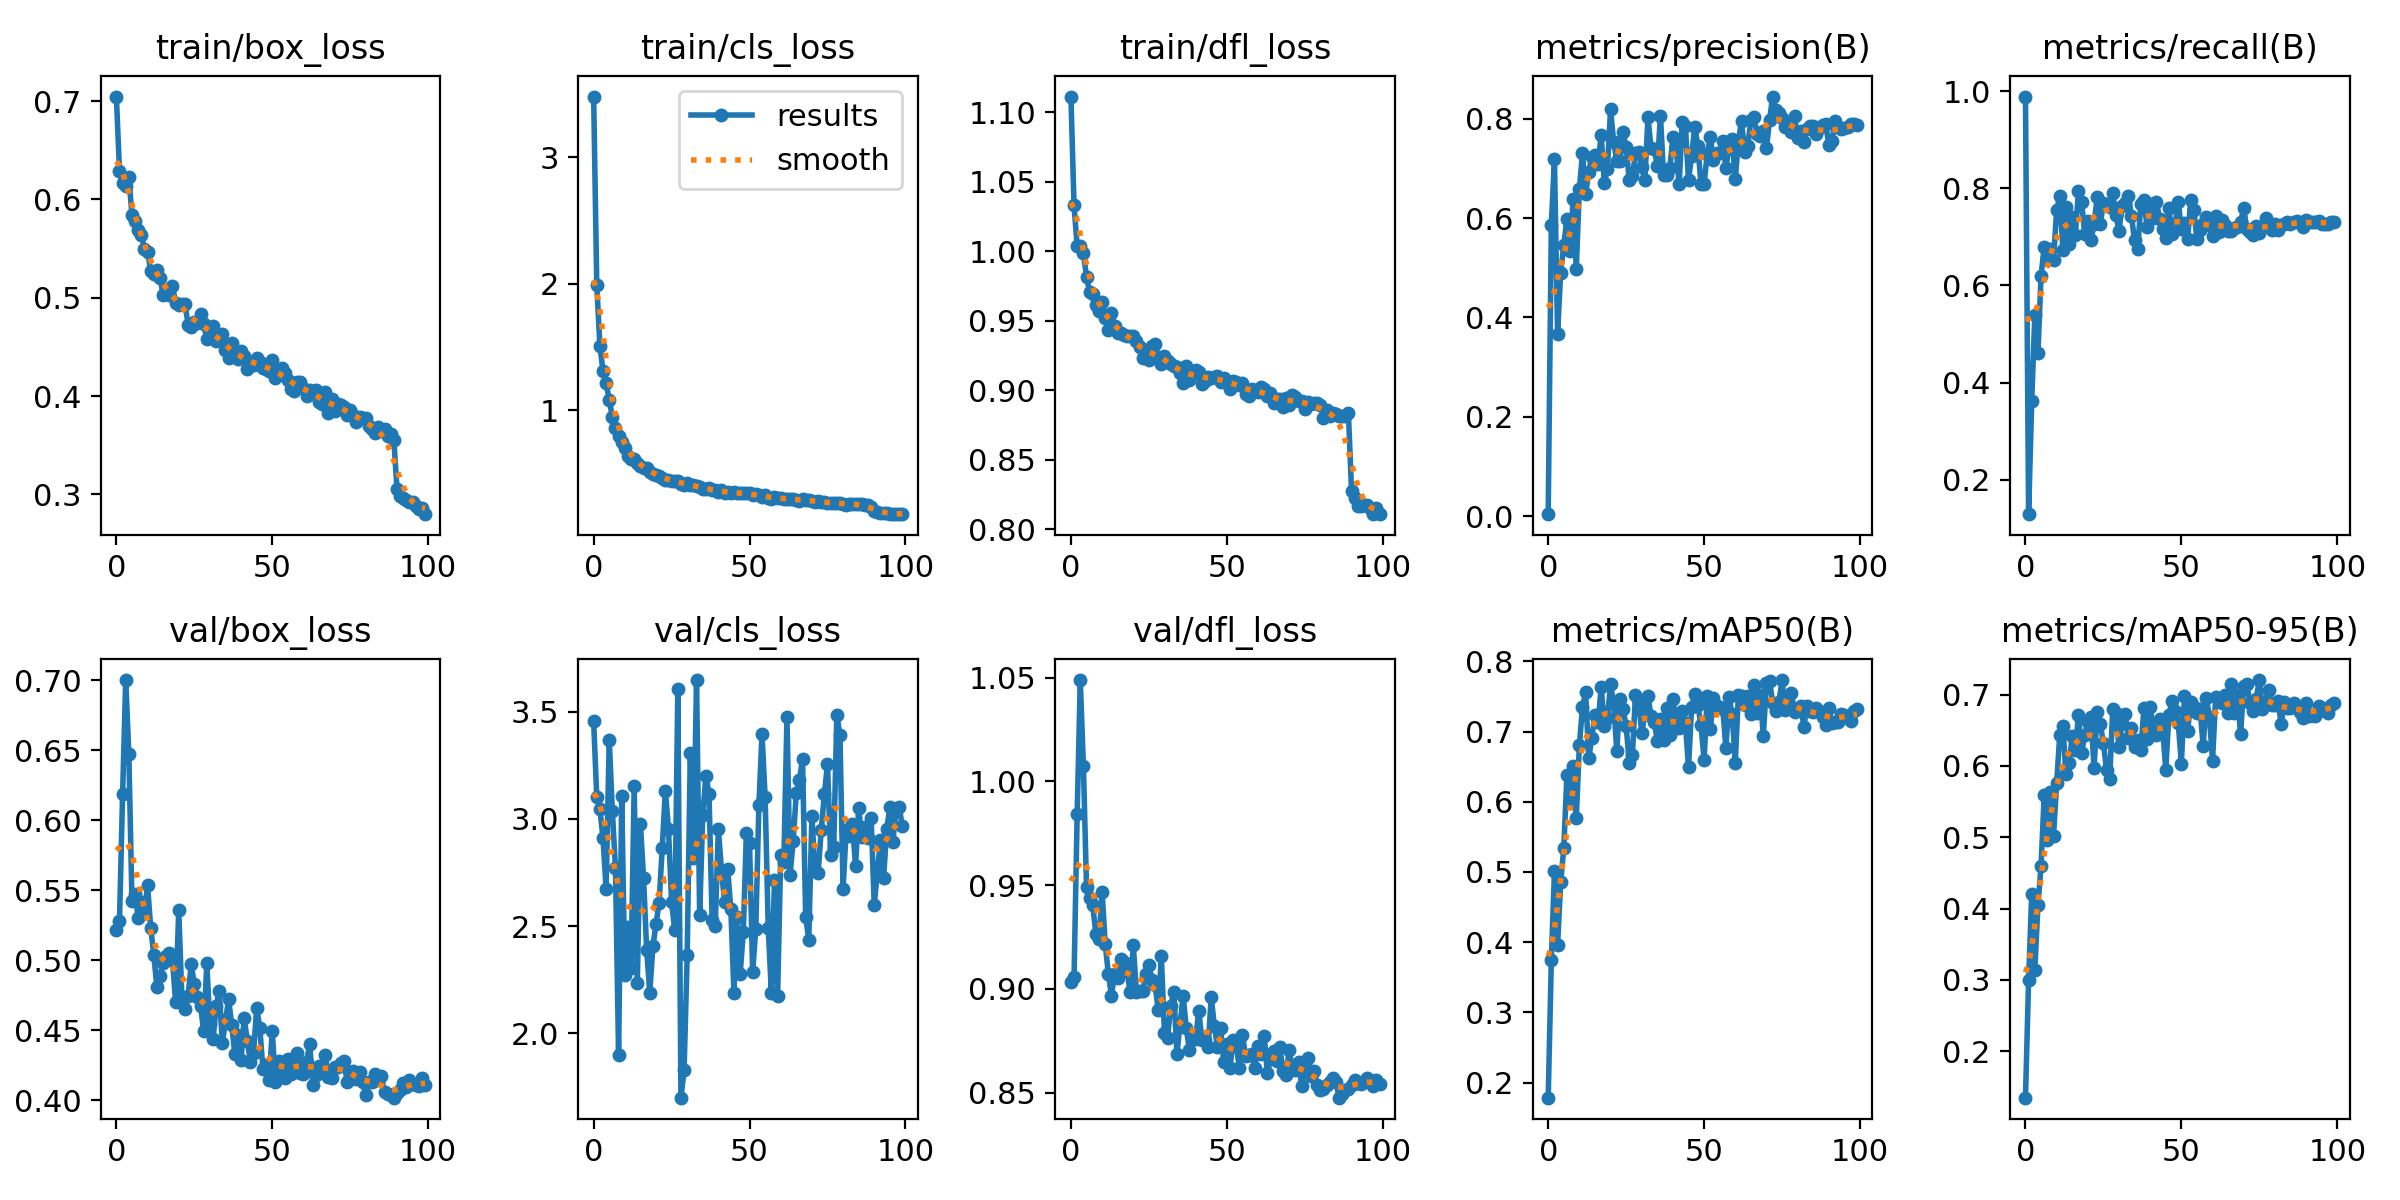 train/box_loss
0.7
0.6
0.5
0.4
0.3
0 50 100
train/cls_loss
results
smooth
3
2
1
0 50 100
train/dfl_loss
1.10
1.05
1.00
0.95
0.90
0.85
0.80
0 50 100
metrics/precision(B)
0.8
0.6
0.4
0.2
0.0
0 50 100
metrics/recall(B)
1.0
0.8
0.6
0.4
0.2
0 50 100
val/box_loss
0.70
0.65
0.60
0.55
0.50
0.45
0.40
0 50 100
val/cls_loss
3.5
3.0
2.5
2.0
0 50 100
val/dfl_loss
1.05
1.00
0.95
0.90
0.85
0 50 100
metrics/mAP50(B)
0.8
0.7
0.6
0.5
0.4
0.3
0.2
0 50 100
metrics/mAP50-95(B)
0.7
0.6
0.5
0.4
0.3
0.2
0 50 100